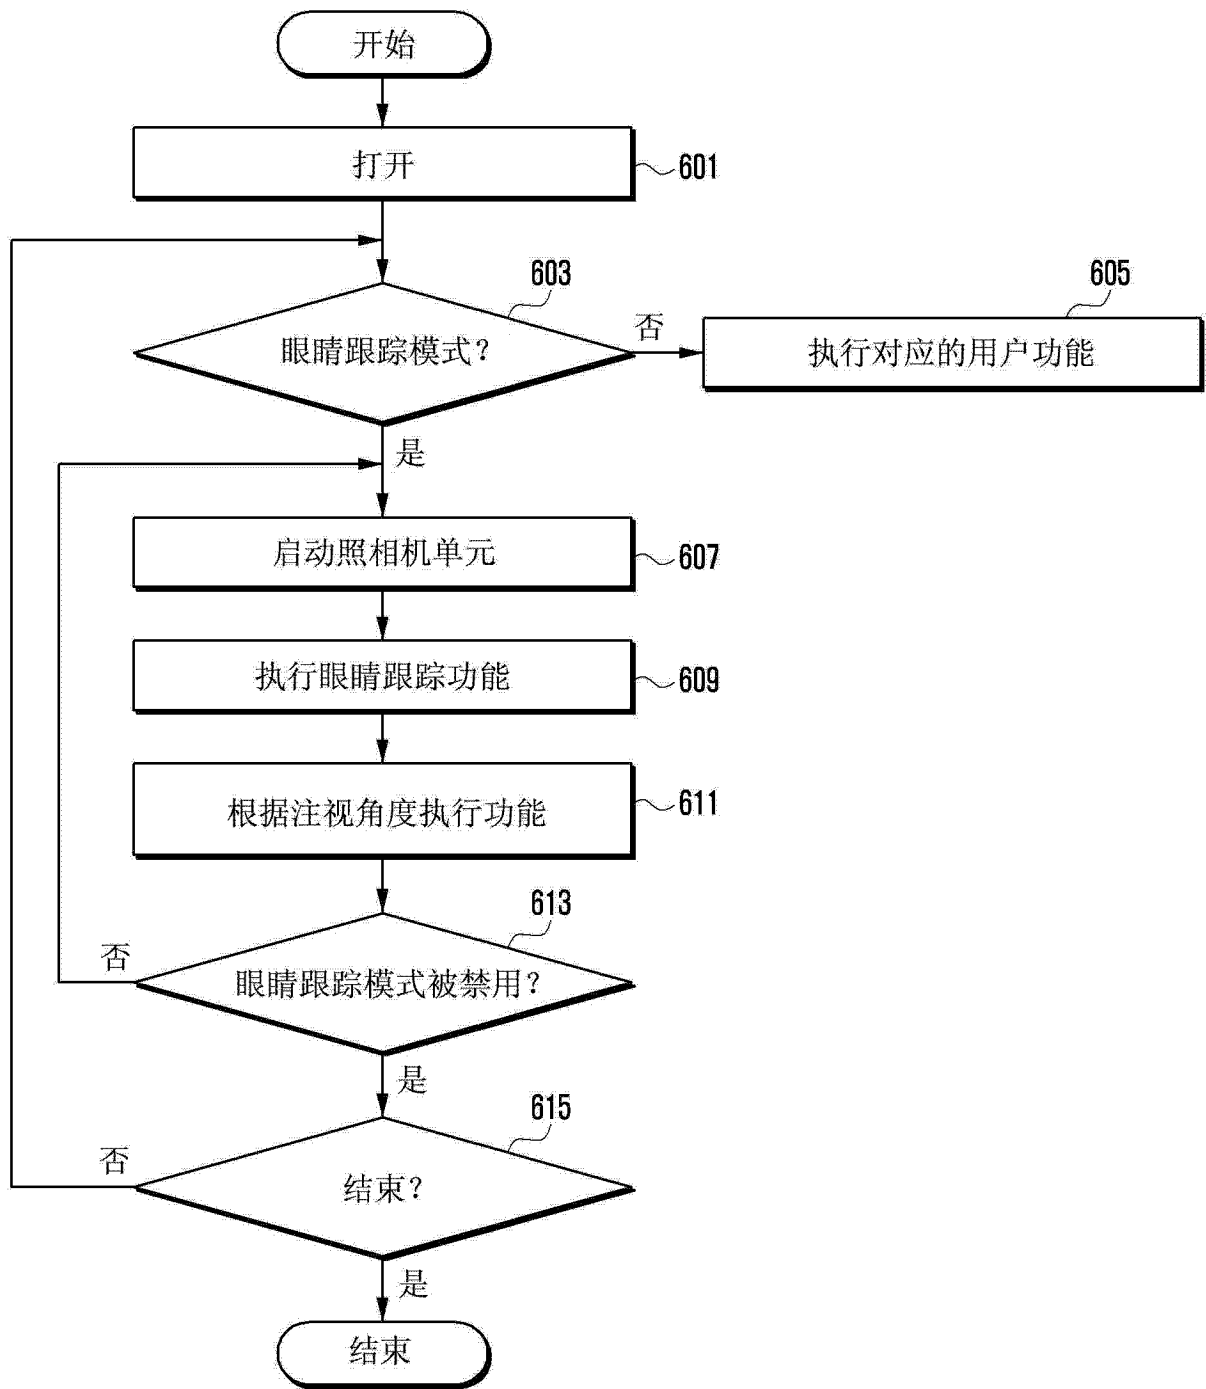 开始
打开
601
603
眼睛跟踪模式?
否
605
执行对应的用户功能
是
启动照相机单元
607
执行眼睛跟踪功能
609
根据注视角度执行功能
611
613
否
眼睛跟踪模式被禁用?
是
615
否
结束?
是
结束